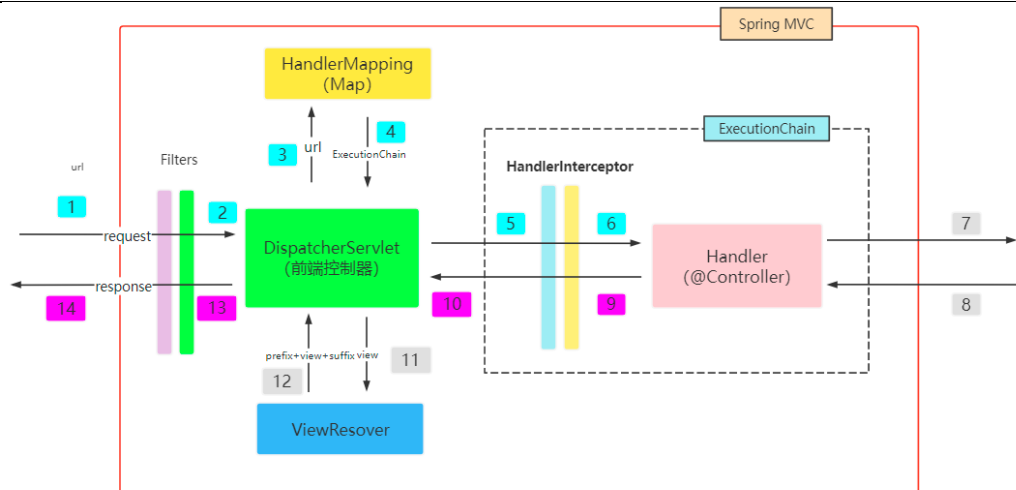 Spring MVC
HandlerMapping
(Map)
ExecutionChain
3
url
4
ExecutionChain
url
Filters
HandlerInterceptor
1
2
5
6
7
request
DispatcherServlet
(前端控制器)
Handler
(@Controller)
response
14
13
10
9
8
prefix+view+suffix
view
11
12
ViewResover